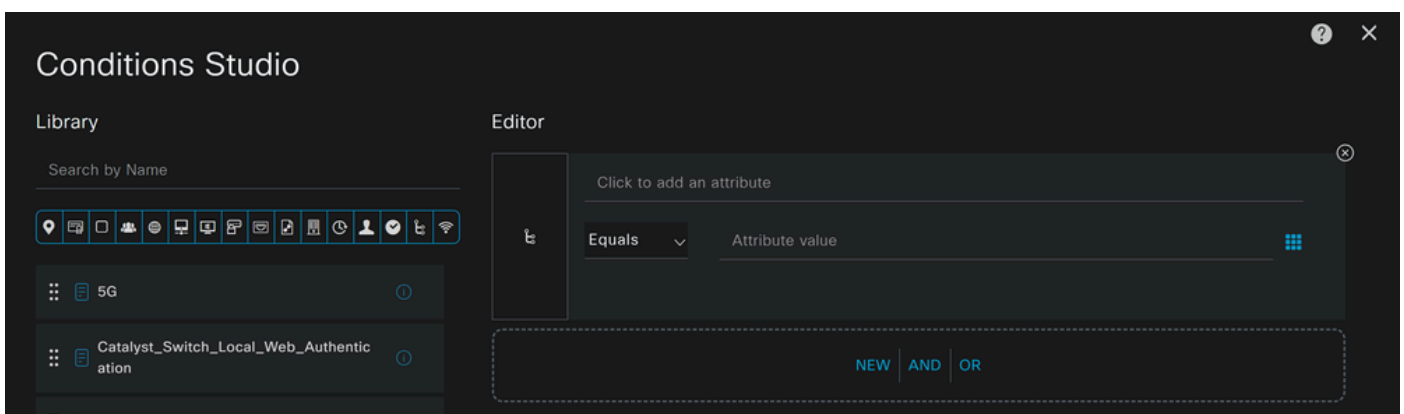 Conditions Studio
Library
Search by Name
5G
Catalyst_Switch_Local_Web_Authentic
ation
Editor
Click to add an attribute
Equals
Attribute value
NEW AND OR